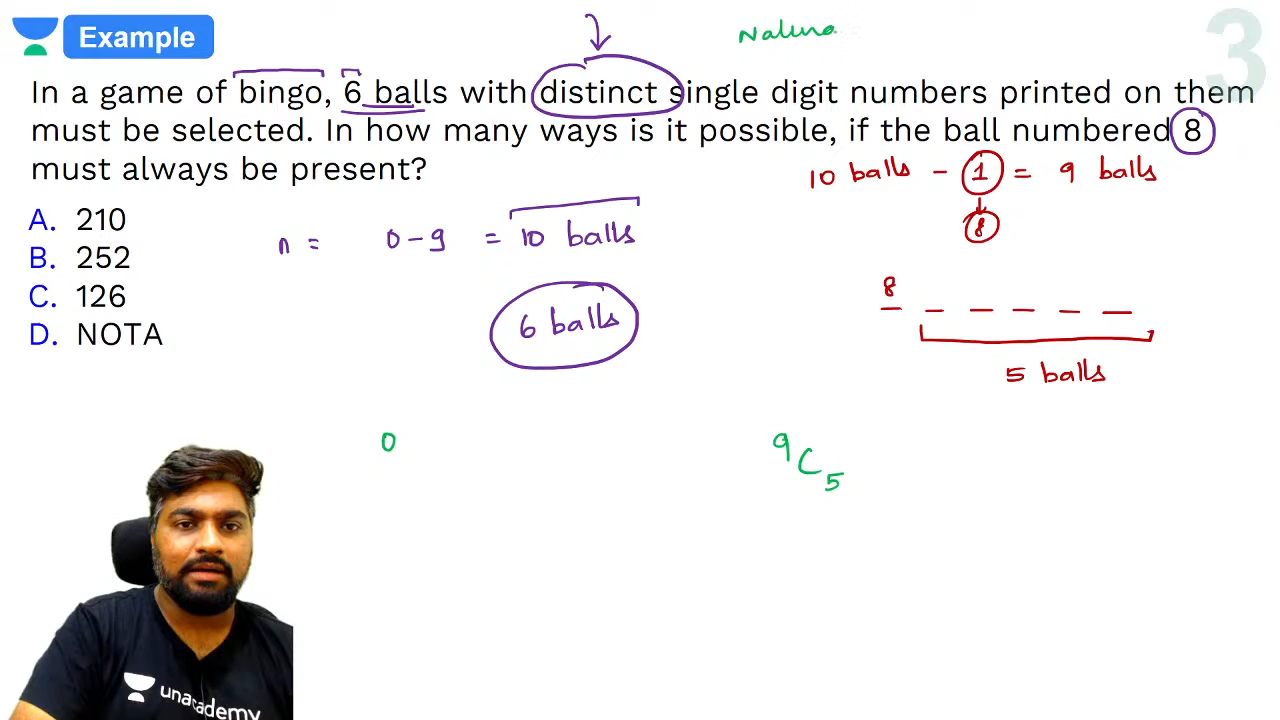 Example
Nalina
3
In a game of bingo, 6 balls with distinct single digit numbers printed on them
must be selected. In how many ways is it possible, if the ball numbered 8
must always be present?
10 balls - 1 = 9 balls
8
A. 210
B. 252
C. 126
D. NOTA
n = 0-9 = 10 balls
6 balls
8
5 balls
0
9C5
unacademy